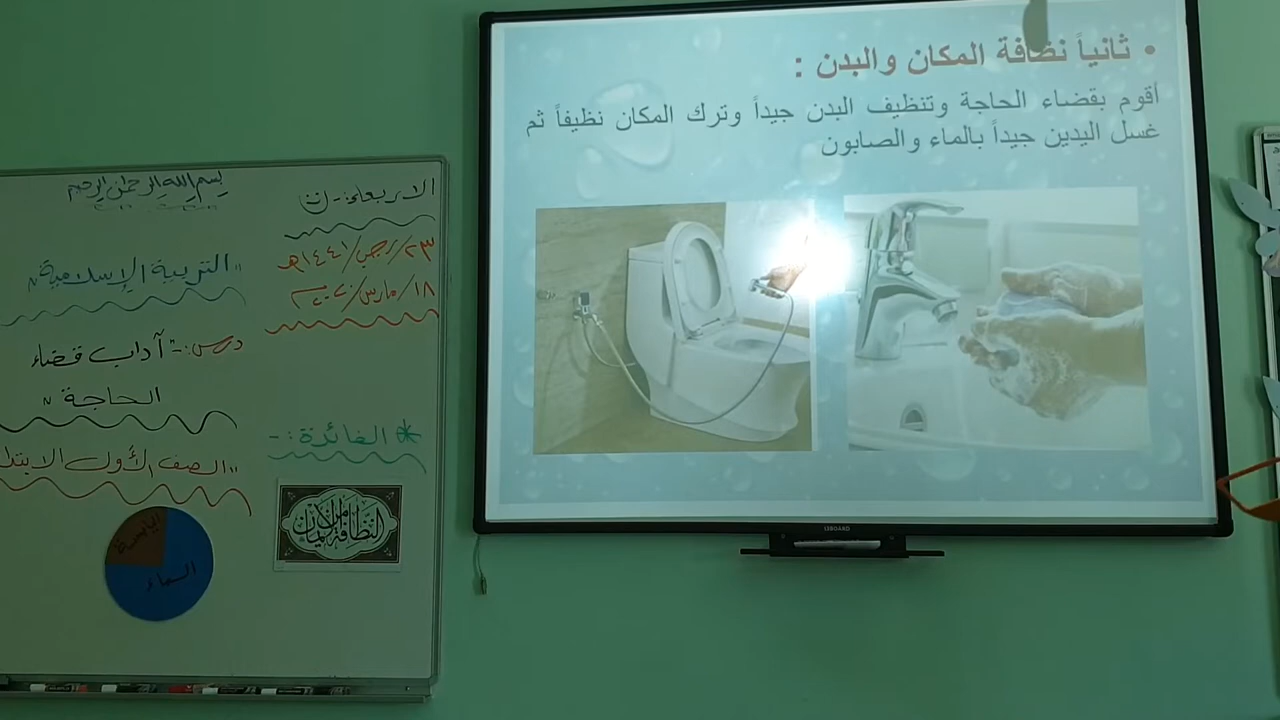 • ثانياً نظافة المكان والبدن :
أقوم بقضاء الحاجة وتنظيف البدن جيداً وترك المكان نظيفاً ثم
غسل اليدين جيداً بالماء والصابون
بسم الله الرحمن الرحيم
الاربعاء:-
٢٣/رجب/١٤٤١هـ
١٨/مارس/
"التربية الإسلامية"
درس:- "آداب قضاء
الحاجة"
"الصف الأول
* الفائدة:-
النظافة من الإيمان
اليابسة
الماء